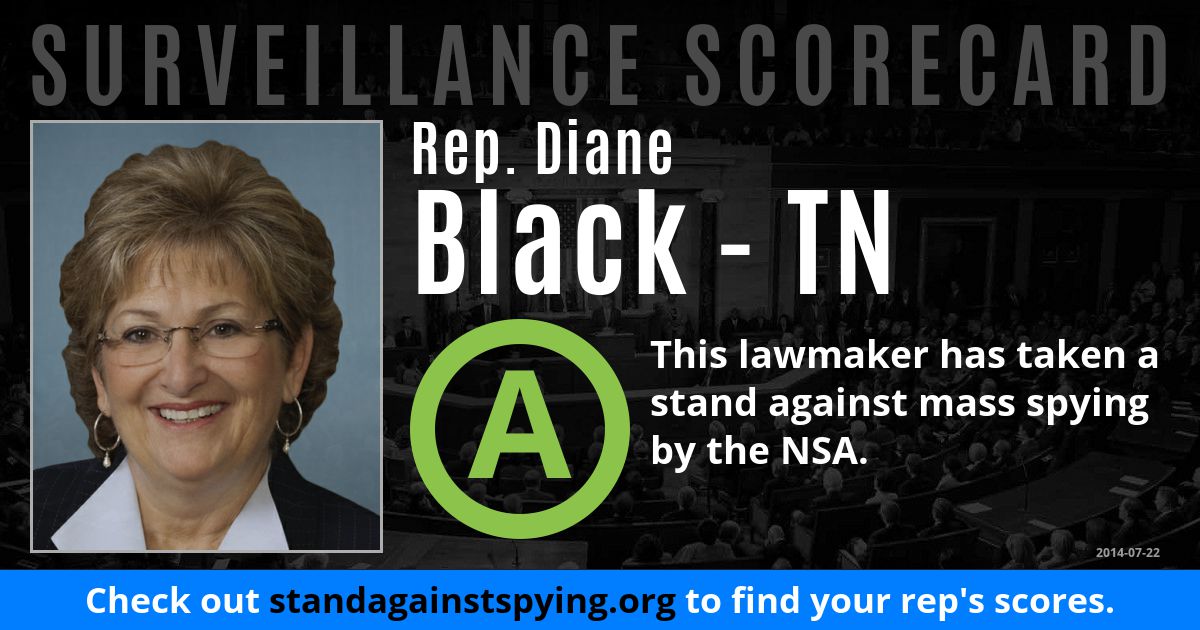 SURVEILLANCE SCORECARD
Rep. Diane
Black - TN
A
This lawmaker has taken a
stand against mass spying
by the NSA.
2014-07-22
Check out standagainstspying.org to find your rep's scores.